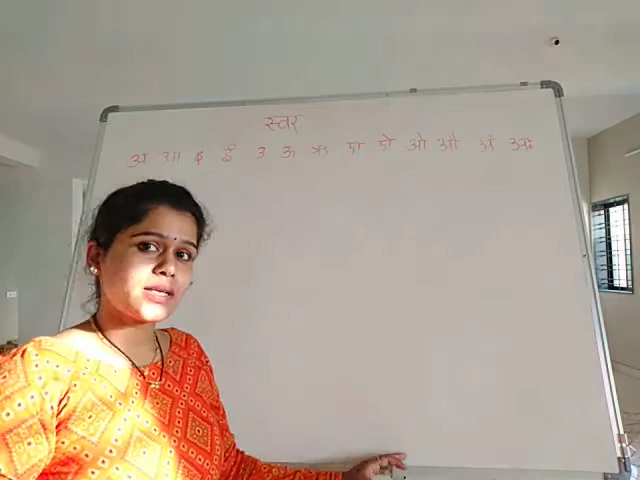 स्वर
अ आ इ ई उ ऊ ऋ ए ऐ ओ औ अं अः